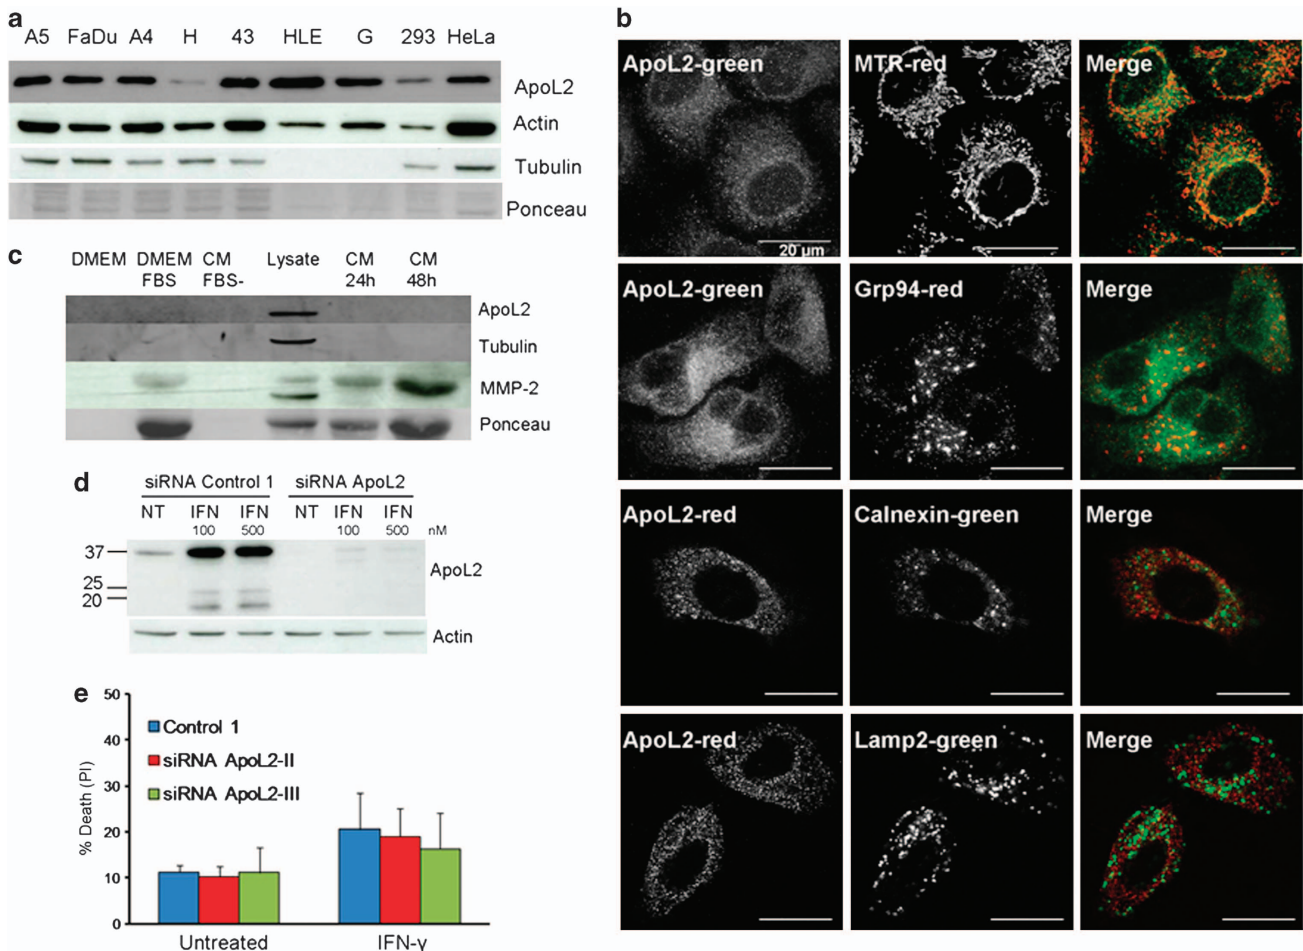 a
A5 FaDu A4 H 43 HLE G 293 HeLa
ApoL2
Actin
Tubulin
Ponceau
b
ApoL2-green MTR-red Merge
20 μm
ApoL2-green Grp94-red Merge
ApoL2-red Calnexin-green Merge
ApoL2-red Lamp2-green Merge
c
DMEM DMEM CM Lysate CM CM
FBS FBS- 24h 48h
ApoL2
Tubulin
MMP-2
Ponceau
d
siRNA Control 1 siRNA ApoL2
NT IFN IFN NT IFN IFN
100 500 100 500 nM
37
25
20
ApoL2
Actin
e
50
40
30
20
10
0
% Death (PI)
Control 1
siRNA ApoL2-II
siRNA ApoL2-III
Untreated IFN-γ